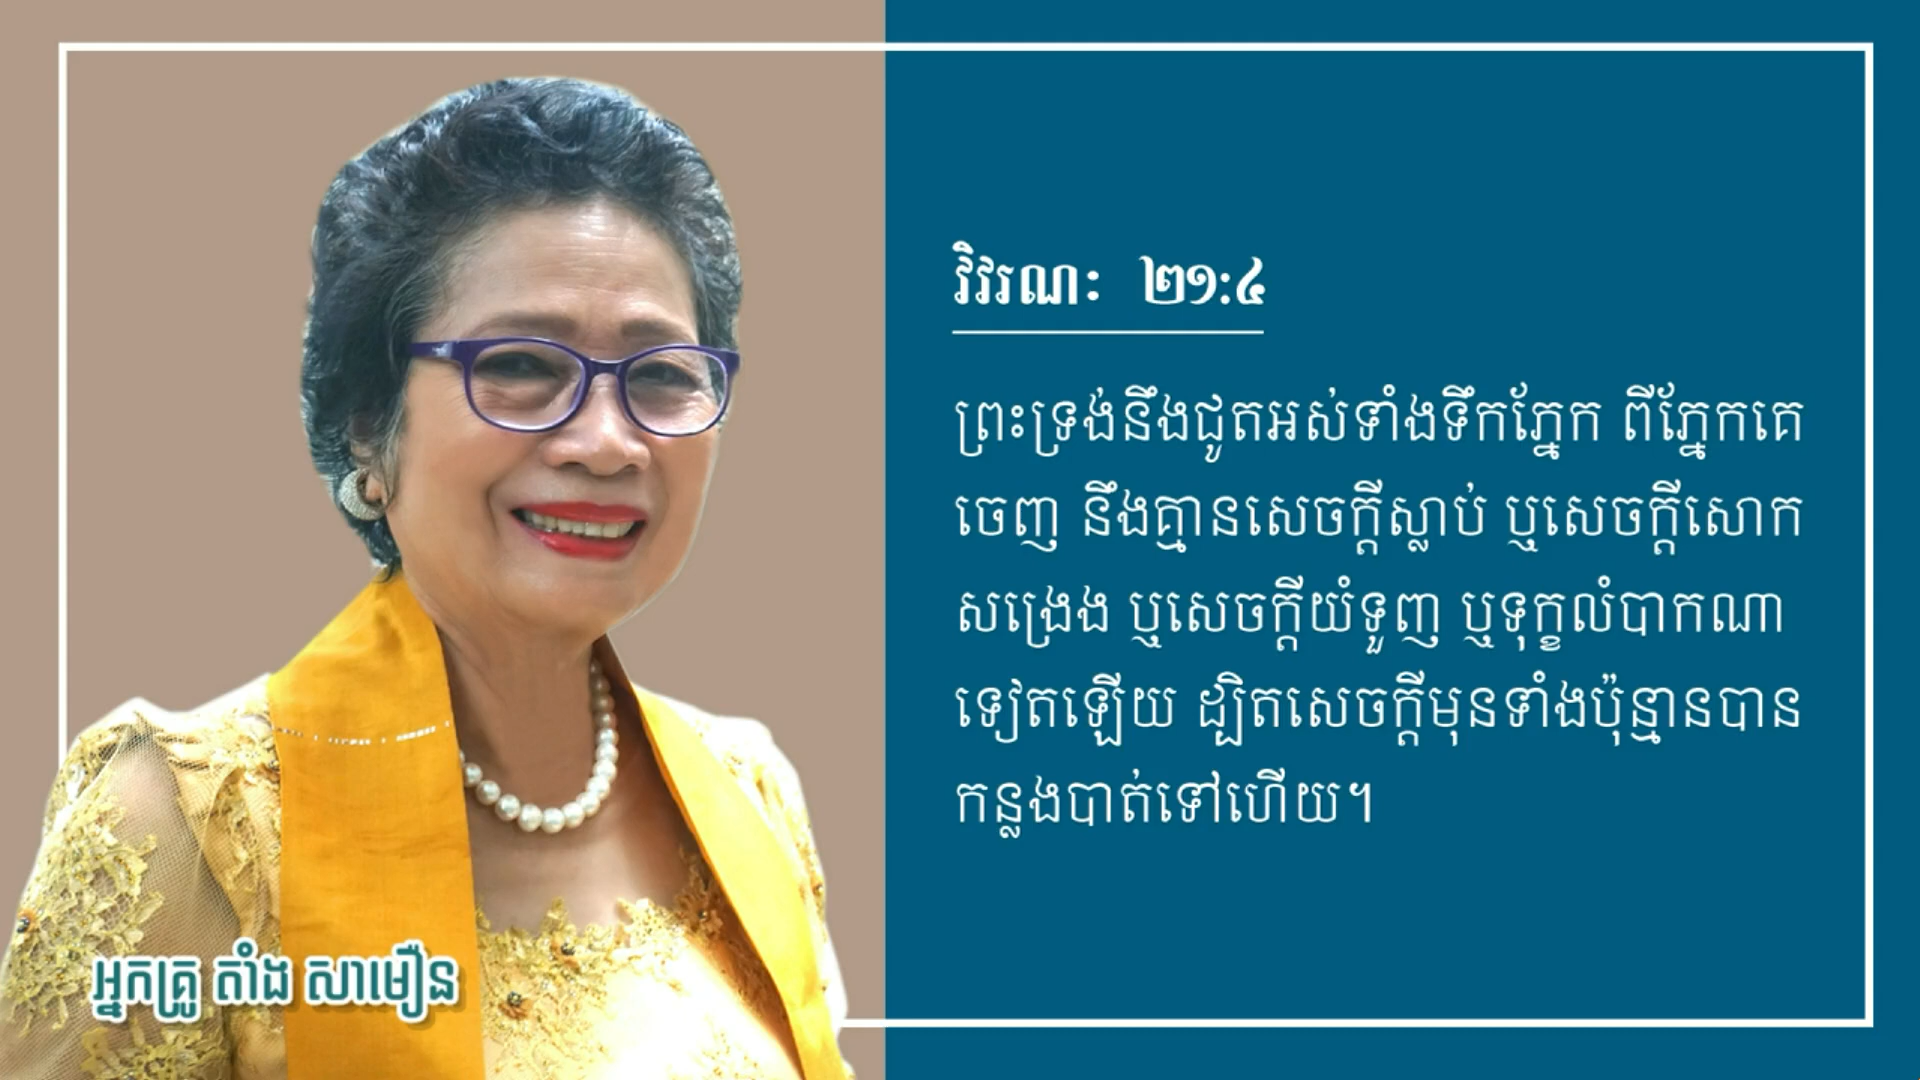 វិវរណៈ ២១:៤
ព្រះទ្រង់នឹងជូតអស់ទាំងទឹកភ្នែក ពីភ្នែកគេ
ចេញ នឹងគ្មានសេចក្ដីស្លាប់ ឬសេចក្ដីសោក
សង្រេង ឬសេចក្ដីយំទួញ ឬទុក្ខលំបាកណា
ទៀតឡើយ ដ្បិតសេចក្ដីមុនទាំងប៉ុន្មានបាន
កន្លងបាត់ទៅហើយ។
អ្នកគ្រូ តាំង សាមឿន